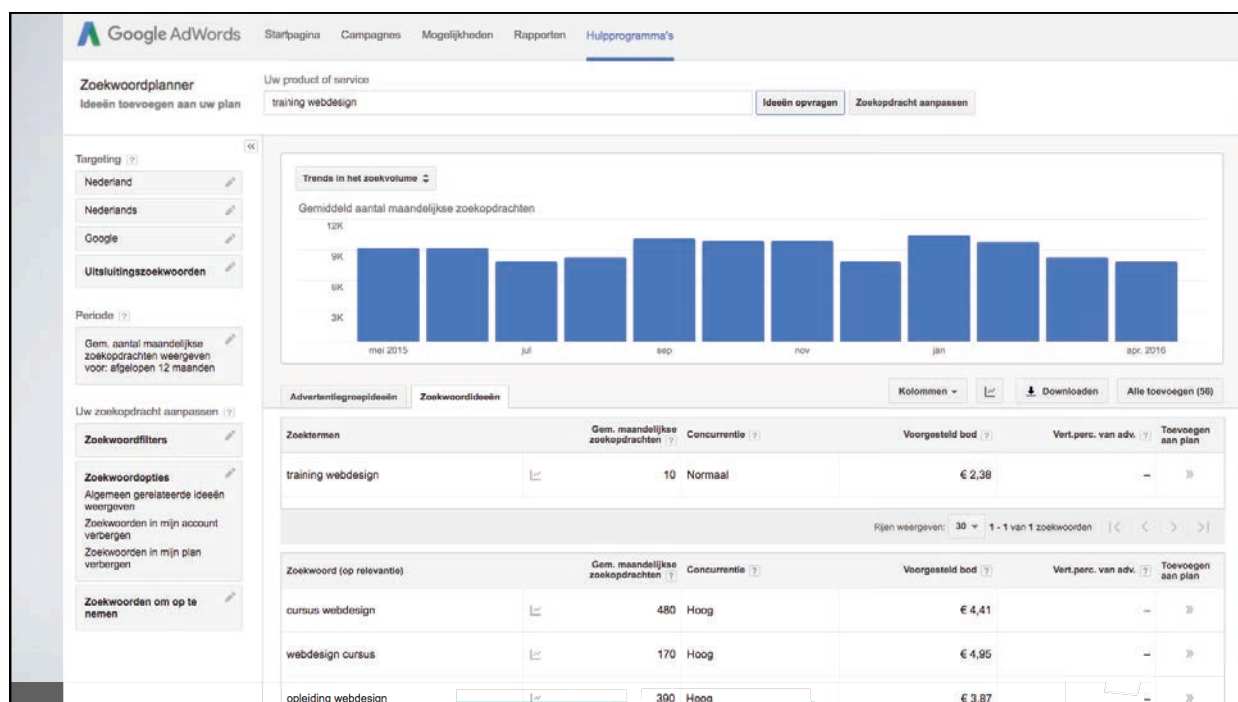 Google AdWords
Startpagina Campagnes Mogelijkheden Rapporten Hulpprogramma's
Zoekwoordplanner
Ideeën toevoegen aan uw plan
Uw product of service
training webdesign
Ideeën opvragen
Zoekopdracht aanpassen
Targeting ?
Nederland
Nederlands
Google
Uitsluitingszoekwoorden
Periode ?
Gem. aantal maandelijkse
zoekopdrachten weergeven
voor: afgelopen 12 maanden
Uw zoekopdracht aanpassen ?
Zoekwoordfilters
Zoekwoordopties
Algemeen gerelateerde ideeën
weergeven
Zoekwoorden in mijn account
verbergen
Zoekwoorden in mijn plan
verbergen
Zoekwoorden om op te
nemen
Trends in het zoekvolume
Gemiddeld aantal maandelijkse zoekopdrachten
12K
9K
6K
3K
mei 2015 jul sep nov jan apr. 2016
Advertentiegroepideeën Zoekwoordideeën
Kolommen Downloaden Alle toevoegen (56)
Zoektermen Gem. maandelijkse zoekopdrachten ? Concurrentie ? Voorgesteld bod ? Vert.perc. van adv. ? Toevoegen aan plan
training webdesign 10 Normaal € 2,38 – »
Rijen weergeven: 30 1 - 1 van 1 zoekwoorden |< < > >|
Zoekwoord (op relevantie) Gem. maandelijkse zoekopdrachten ? Concurrentie ? Voorgesteld bod ? Vert.perc. van adv. ? Toevoegen aan plan
cursus webdesign 480 Hoog € 4,41 – »
webdesign cursus 170 Hoog € 4,95 – »
opleiding webdesign 390 Hoog € 3,87 – »